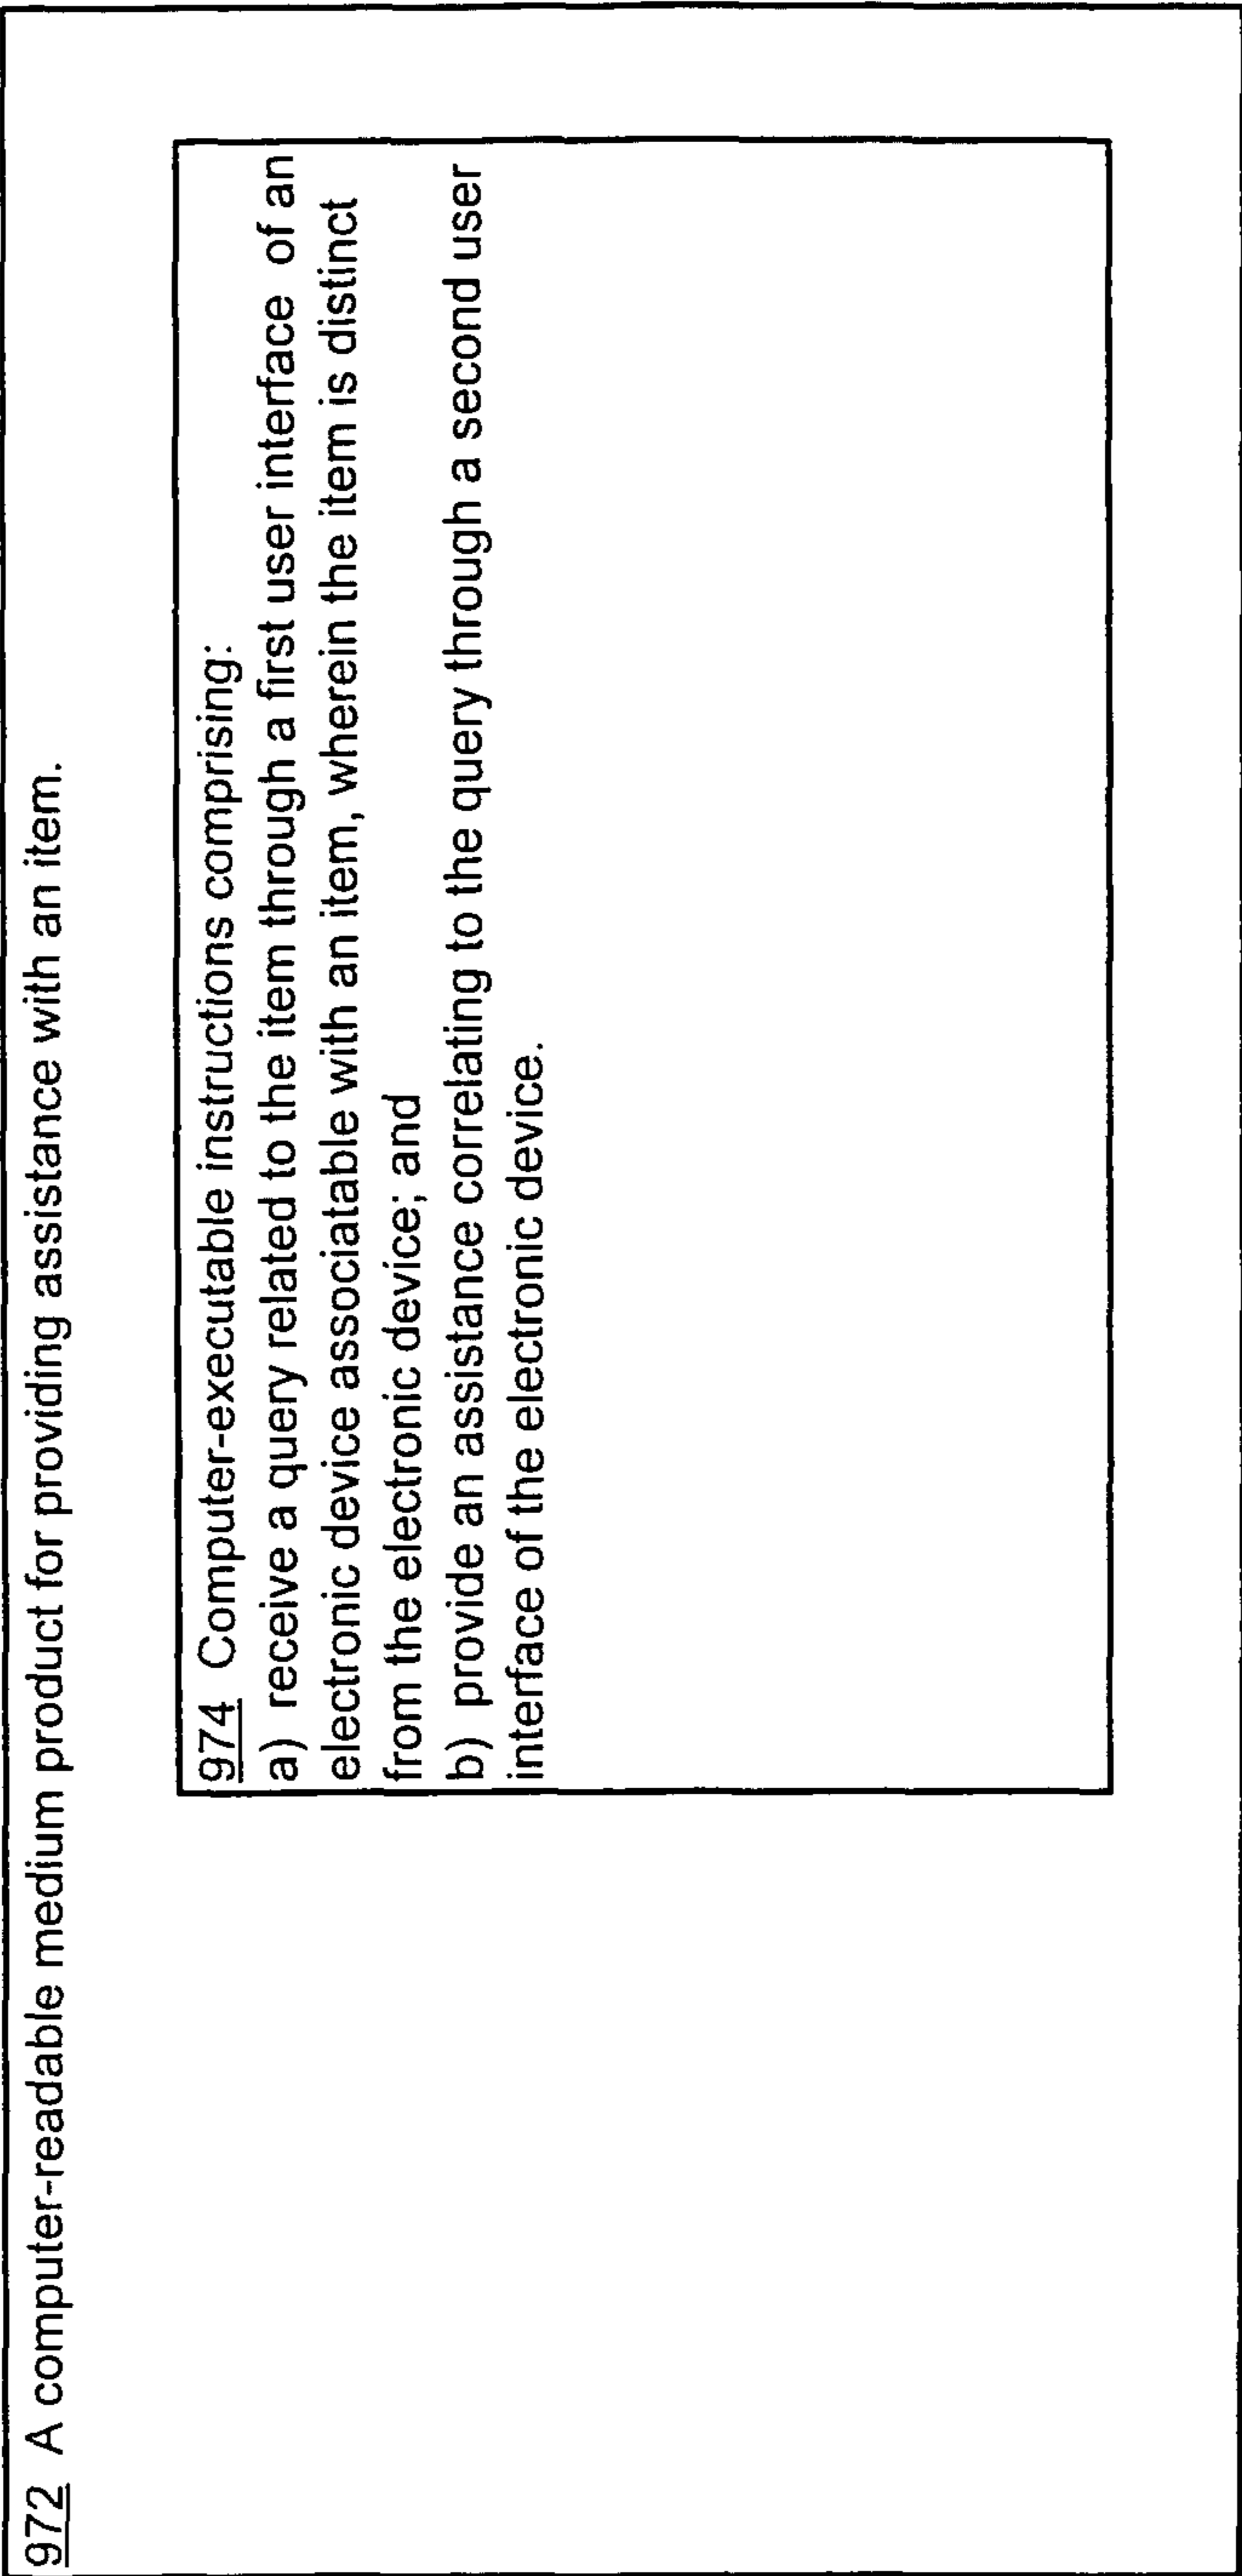 972 A computer-readable medium product for providing assistance with an item.
974 Computer-executable instructions comprising:
a) receive a query related to the item through a first user interface of an
electronic device associatable with an item, wherein the item is distinct
from the electronic device; and
b) provide an assistance correlating to the query through a second user
interface of the electronic device.